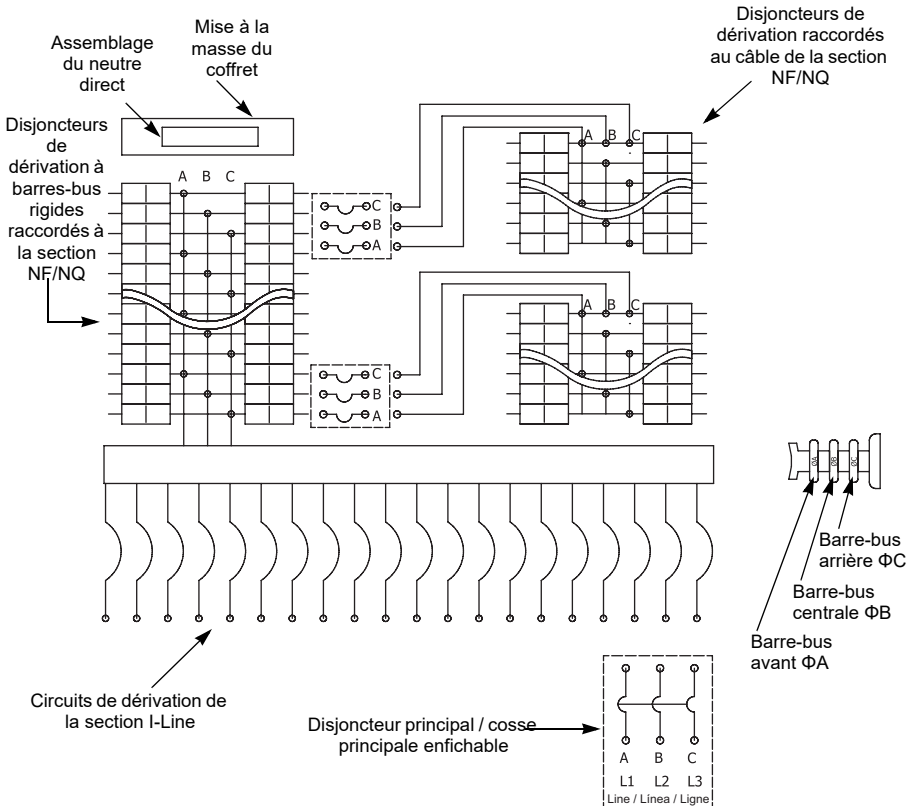 Assemblage
du neutre
direct
Mise à la
masse du
coffret
Disjoncteurs de
dérivation raccordés
au câble de la section
NF/NQ
Disjoncteurs
de
dérivation à
barres-bus
rigides
raccordés à
la section
NF/NQ
A B C
C
B
A
A B C
C
B
A
A B C
ØA ØB ØC
Barre-bus
arrière ΦC
Barre-bus
centrale ΦB
Barre-bus
avant ΦA
Circuits de dérivation de
la section I-Line
Disjoncteur principal / cosse
principale enfichable
A B C
L1 L2 L3
Line / Línea / Ligne